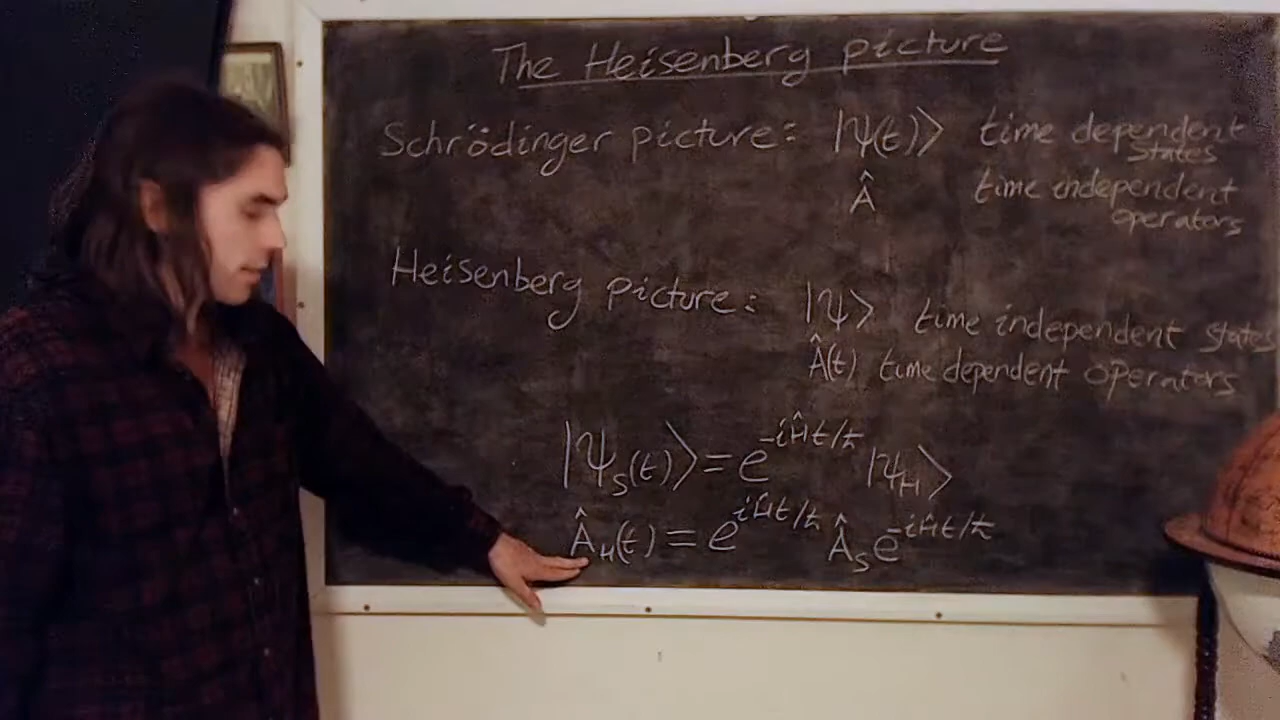 The Heisenberg picture
Schrödinger picture: |ψ(t)⟩ time dependent
states
Â time independent
operators
Heisenberg picture: |ψ⟩ time independent states
Â(t) time dependent operators
|ψ_S(t)⟩ = e^{-iĤt/ħ} |ψ_H⟩
Â_H(t) = e^{iĤt/ħ} Â_S e^{-iĤt/ħ}